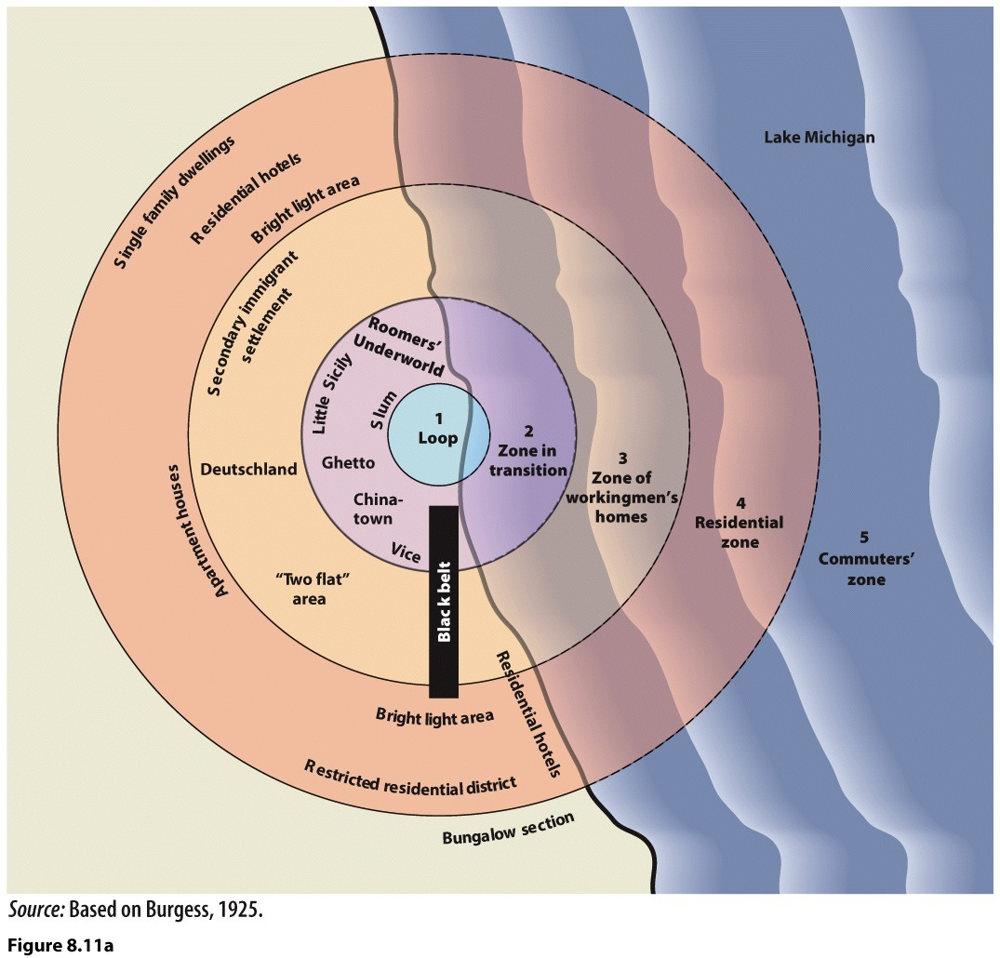 Lake Michigan
Single family dwellings
Residential hotels
Bright light area
Secondary immigrant
settlement
Roomers’
Underworld
Little Sicily
Slum
1
Loop
2
Zone in
transition
3
Zone of
workingmen’s
homes
4
Residential
zone
5
Commuters’
zone
Ghetto
Deutschland
China-
town
Vice
Apartment houses
“Two flat”
area
Black belt
Residential hotels
Bright light area
Restricted residential district
Bungalow section
Source: Based on Burgess, 1925.
Figure 8.11a